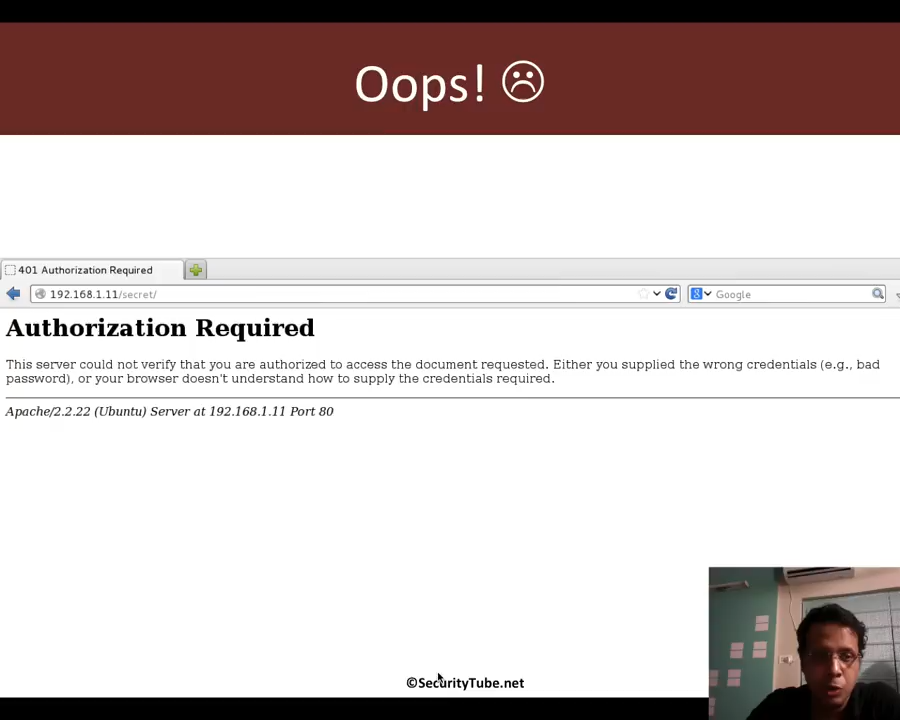 Oops! ☹
401 Authorization Required
192.168.1.11/secret/
Google
Authorization Required
This server could not verify that you are authorized to access the document requested. Either you supplied the wrong credentials (e.g., bad
password), or your browser doesn't understand how to supply the credentials required.
Apache/2.2.22 (Ubuntu) Server at 192.168.1.11 Port 80
©SecurityTube.net